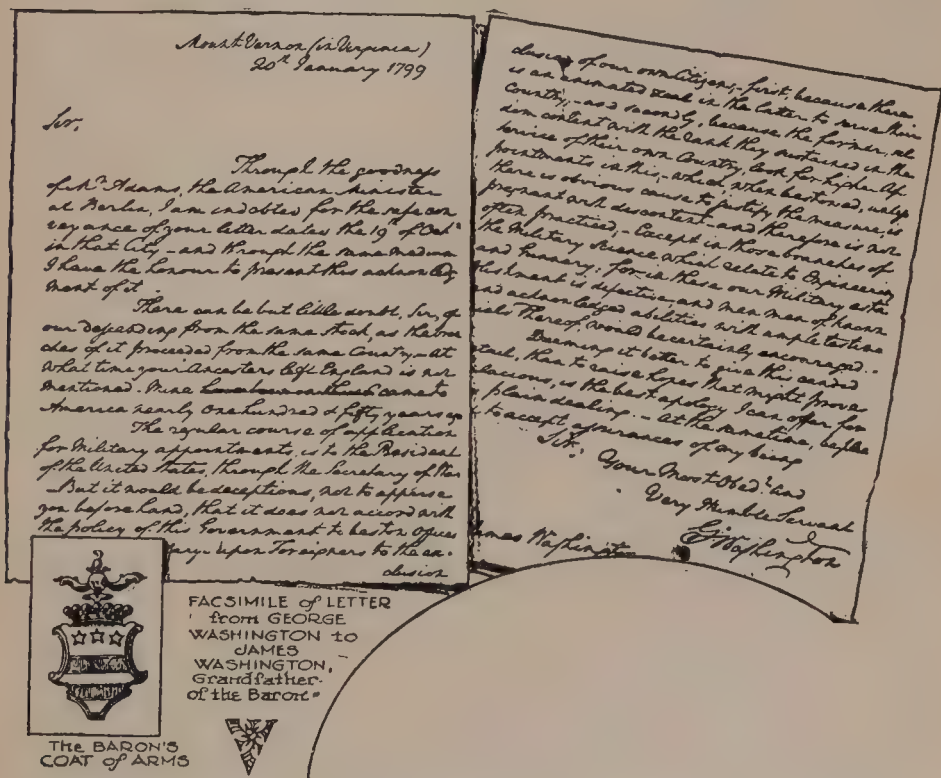 Mount Vernon (in Virginia)
20th January 1799
Sir,
Through the goodness
of Mr. Adams, the American Minister
at Berlin, I am indebted for the safe con
veyance of your letter dated the 19th of Octr.
in that City – and through the same medium
I have the honour to present this acknowledg
ment of it.
There can be but little doubt, Sir, of
our descending from the same stock, as the bran
ches of it proceeded from the same Country. – At
what time your Ancestors left England is not
mentioned. Mine came to
America nearly one hundred & fifty years ago
The regular course of application
for Military appointments, is to the President
of the United States, through the Secretary of War
– But it would be deceptious, not to apprise
you before hand, that it does not accord with
the policy of this Government to bestow Offices
upon Foreigners to the ex-
clusion
clusion of our own Citizens, – first, because there
is an animated zeal in the latter to serve their
Country, – and secondly, because the former, sel
dom content with the rank they sustained in the
service of their own Country, look for higher Ap
pointments in this, – which, when bestowed, unless
there is obvious cause to justify the measure, is
pregnant with discontent – and therefore is not
often practiced, – Except in those branches of
the Military Science which relate to Engineering
and Gunnery: for in these our Military esta
blishment is defective, and men of known
and acknowledged abilities, with ample testimo
nials thereof, would be certainly encouraged. –
Deeming it better to give this candid
detail, than to raise hopes that might prove
fallacious, is the best apology I can offer for
plain dealing. – At the same time,
to accept assurances of my being
Sir.
Your Most Obedt. and
Very Humble Servant
Go Washington
James Washington
FACSIMILE of LETTER
from GEORGE
WASHINGTON to
JAMES
WASHINGTON,
Grandfather
of the Baron.
The BARON'S
COAT of ARMS